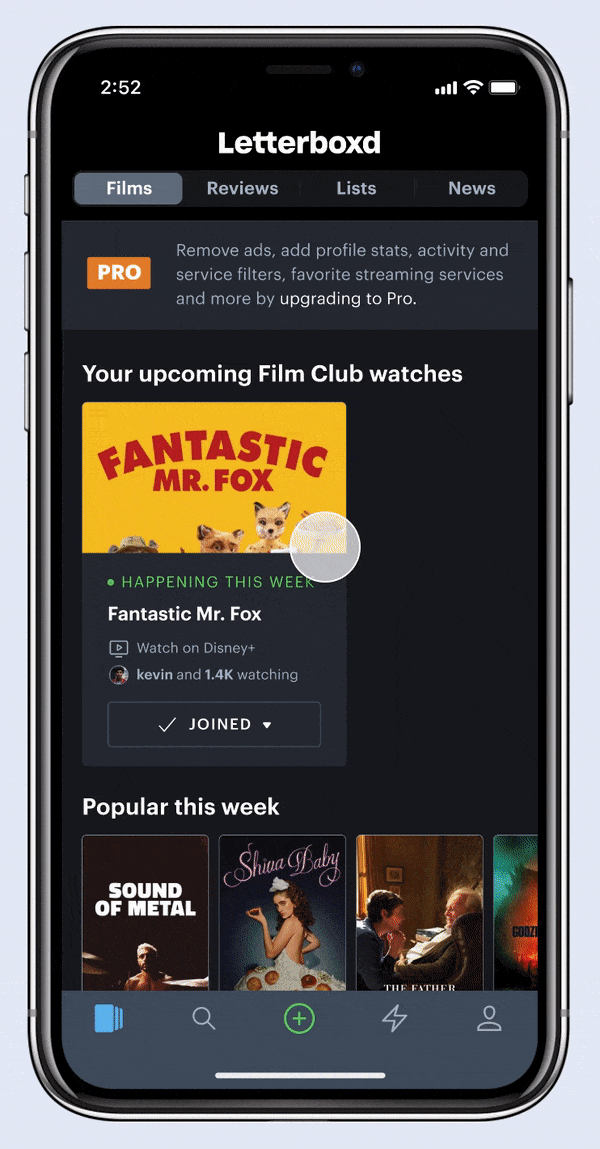 2:52
Letterboxd
Films Reviews Lists News
PRO
Remove ads, add profile stats, activity and
service filters, favorite streaming services
and more by upgrading to Pro.
Your upcoming Film Club watches
FANTASTIC
MR. FOX
HAPPENING THIS WEEK
Fantastic Mr. Fox
Watch on Disney+
kevin and 1.4K watching
JOINED
Popular this week
SOUND
OF METAL
Shiva Baby
THE FATHER